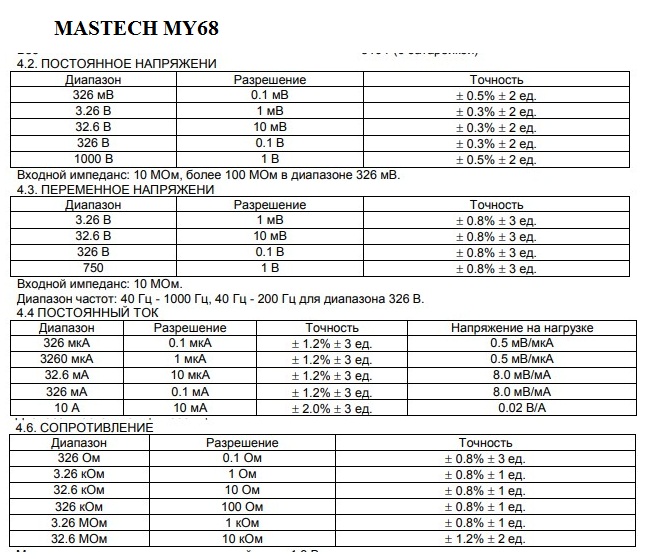 MASTECH MY68
4.2. ПОСТОЯННОЕ НАПРЯЖЕНИ
Диапазон Разрешение Точность
326 мВ 0.1 мВ ± 0.5% ± 2 ед.
3.26 В 1 мВ ± 0.3% ± 2 ед.
32.6 В 10 мВ ± 0.3% ± 2 ед.
326 В 0.1 В ± 0.3% ± 2 ед.
1000 В 1 В ± 0.5% ± 2 ед.
Входной импеданс: 10 МОм, более 100 МОм в диапазоне 326 мВ.
4.3. ПЕРЕМЕННОЕ НАПРЯЖЕНИ
Диапазон Разрешение Точность
3.26 В 1 мВ ± 0.8% ± 3 ед.
32.6 В 10 мВ ± 0.8% ± 3 ед.
326 В 0.1 В ± 0.8% ± 3 ед.
750 1 В ± 0.8% ± 3 ед.
Входной импеданс: 10 МОм.
Диапазон частот: 40 Гц - 1000 Гц, 40 Гц - 200 Гц для диапазона 326 В.
4.4 ПОСТОЯННЫЙ ТОК
Диапазон Разрешение Точность Напряжение на нагрузке
326 мкА 0.1 мкА ± 1.2% ± 3 ед. 0.5 мВ/мкА
3260 мкА 1 мкА ± 1.2% ± 3 ед. 0.5 мВ/мкА
32.6 мА 10 мкА ± 1.2% ± 3 ед. 8.0 мВ/мА
326 мА 0.1 мА ± 1.2% ± 3 ед. 8.0 мВ/мА
10 А 10 мА ± 2.0% ± 3 ед. 0.02 В/А
4.6. СОПРОТИВЛЕНИЕ
Диапазон Разрешение Точность
326 Ом 0.1 Ом ± 0.8% ± 3 ед.
3.26 кОм 1 Ом ± 0.8% ± 1 ед.
32.6 кОм 10 Ом ± 0.8% ± 1 ед.
326 кОм 100 Ом ± 0.8% ± 1 ед.
3.26 МОм 1 кОм ± 0.8% ± 1 ед.
32.6 МОм 10 кОм ± 1.2% ± 2 ед.